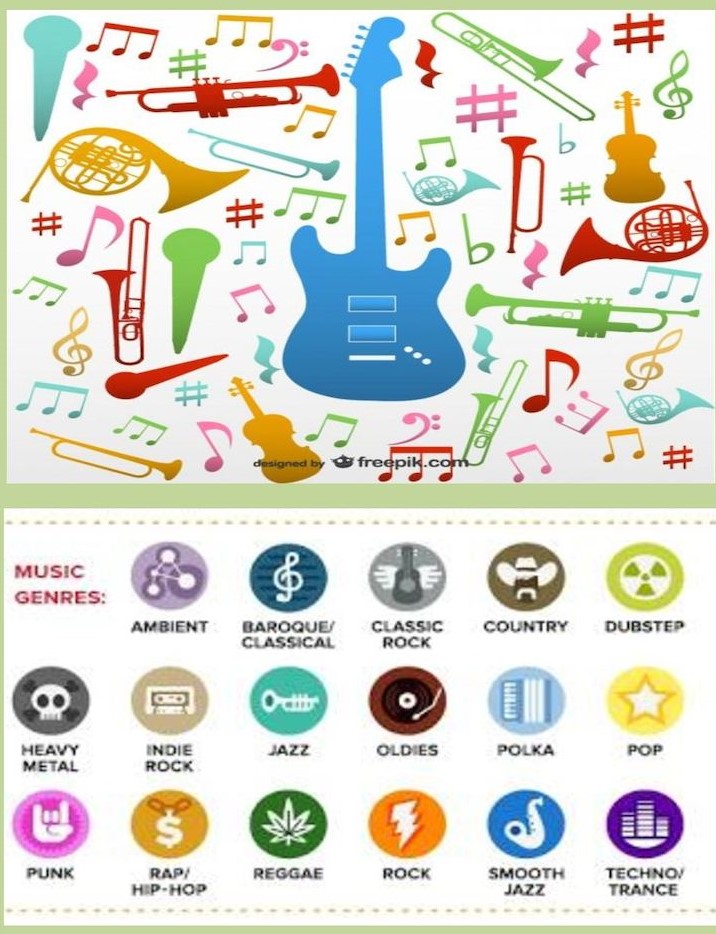 designed by freepik.com
MUSIC
GENRES:
AMBIENT
BAROQUE/
CLASSICAL
CLASSIC
ROCK
COUNTRY
DUBSTEP
HEAVY
METAL
INDIE
ROCK
JAZZ
OLDIES
POLKA
POP
PUNK
RAP/
HIP-HOP
REGGAE
ROCK
SMOOTH
JAZZ
TECHNO/
TRANCE